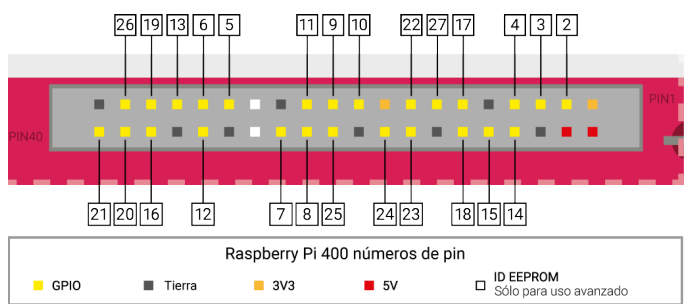 26 19 13 6 5 11 9 10 22 27 17 4 3 2
PIN1
PIN40
21 20 16 12 7 8 25 24 23 18 15 14
Raspberry Pi 400 números de pin
GPIO Tierra 3V3 5V ID EEPROM
Sólo para uso avanzado